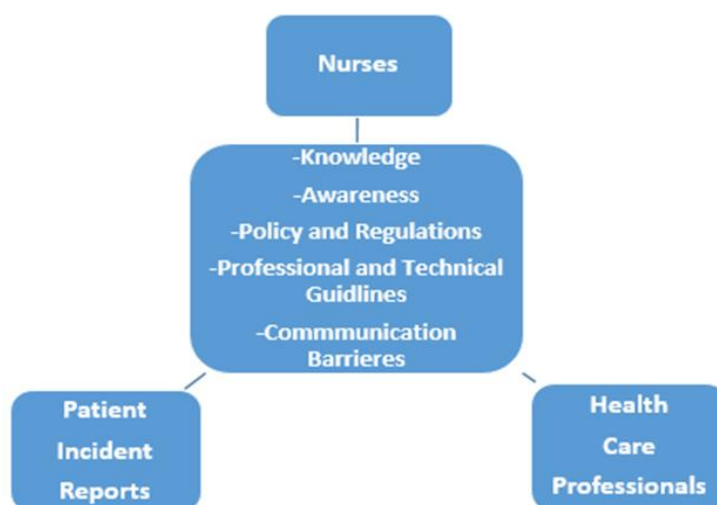 Nurses
-Knowledge
-Awareness
-Policy and Regulations
-Professional and Technical
Guidlines
-Commmunication
Barrieres
Patient
Incident
Reports
Health
Care
Professionals